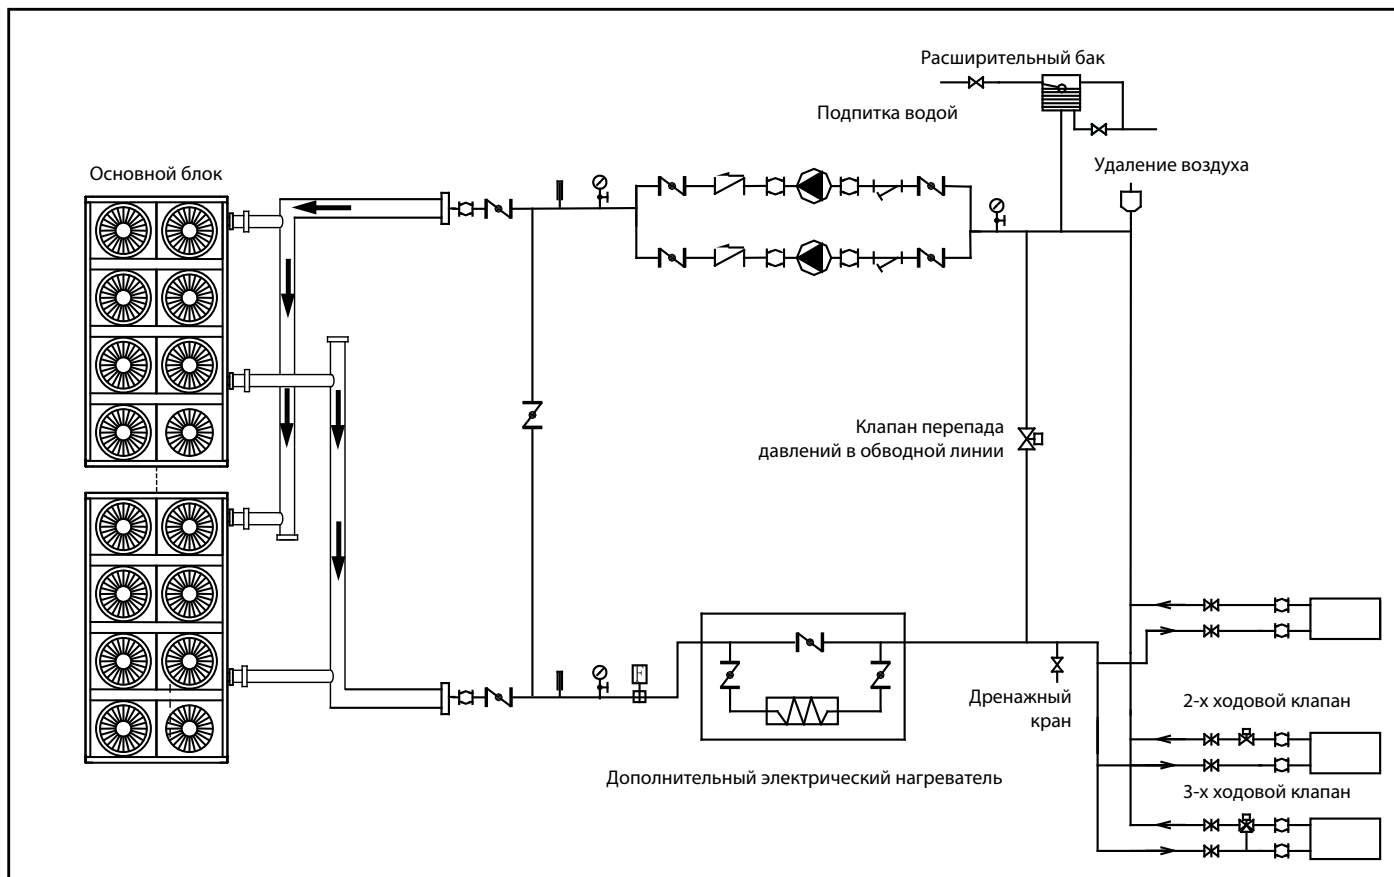 Расширительный бак
Подпитка водой
Удаление воздуха
Основной блок
Клапан перепада
давлений в обводной линии
F
Дренажный
кран
2-х ходовой клапан
Дополнительный электрический нагреватель
3-х ходовой клапан